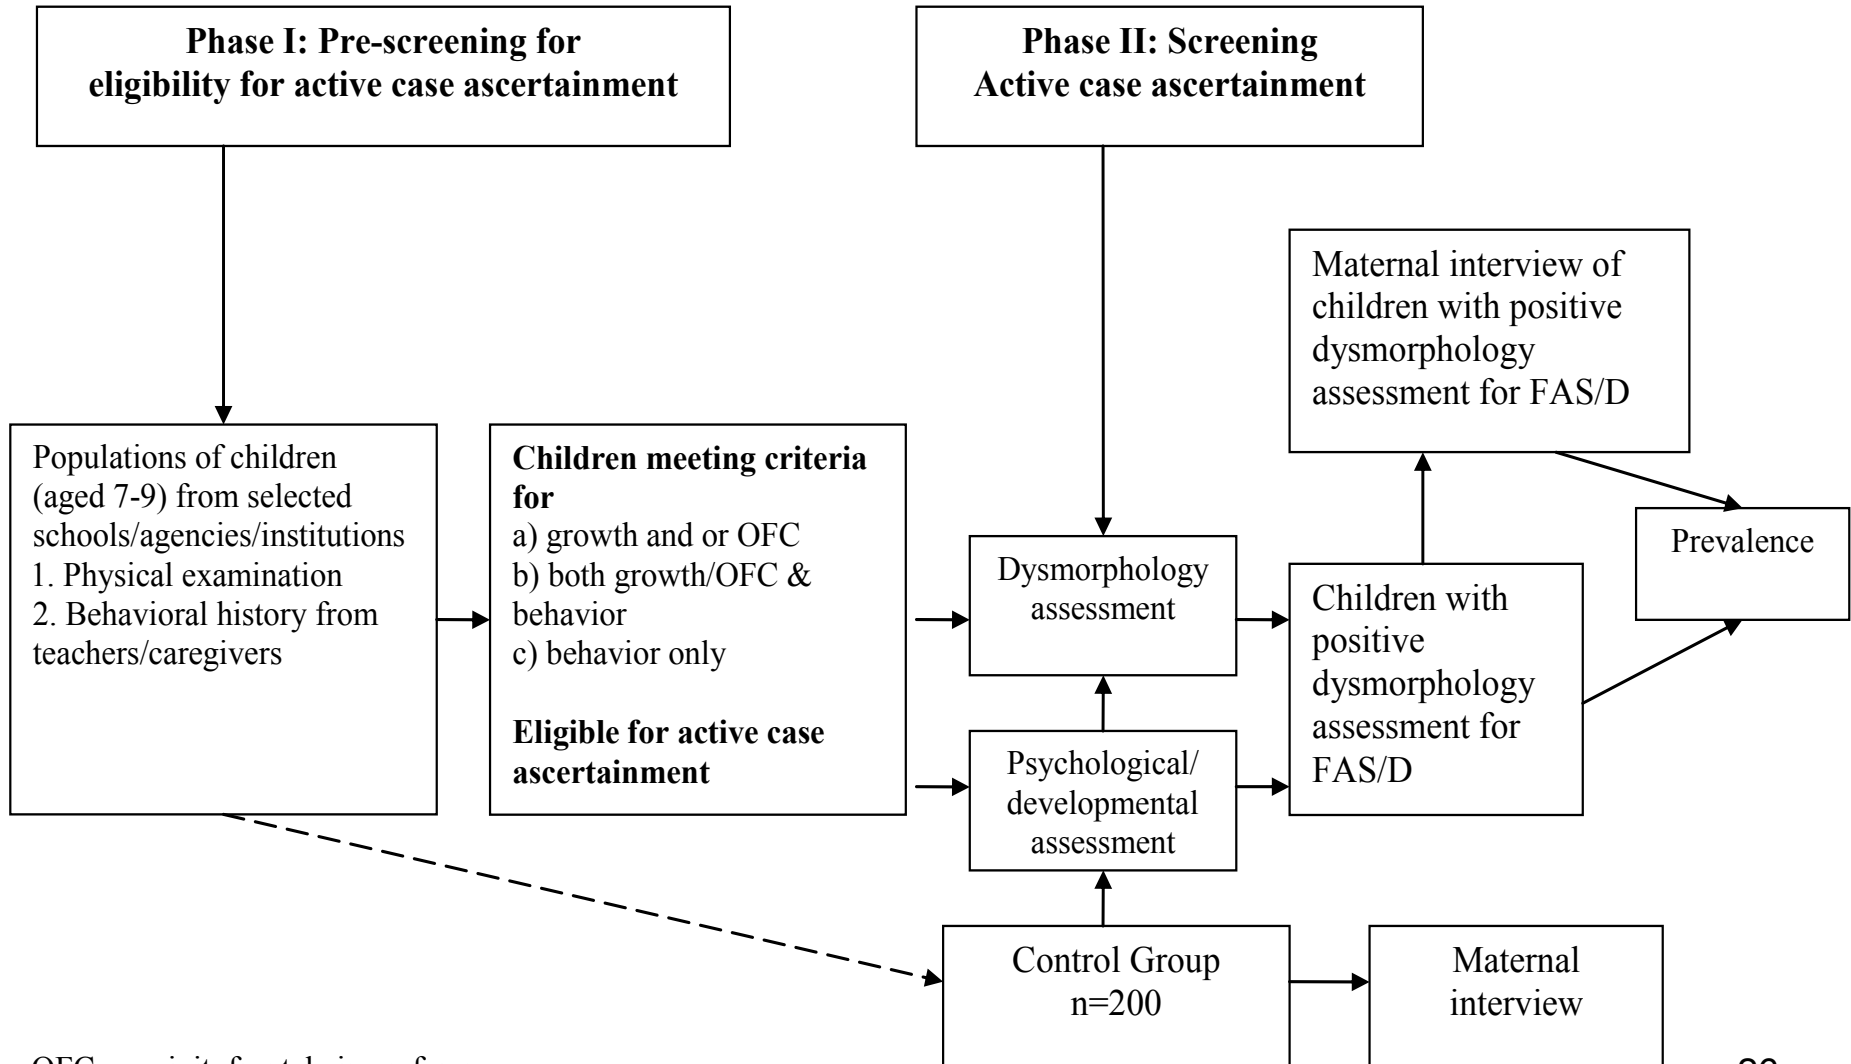 Phase I: Pre-screening for
eligibility for active case ascertainment
Phase II: Screening
Active case ascertainment
Maternal interview of
children with positive
dysmorphology
assessment for FAS/D
Populations of children
(aged 7-9) from selected
schools/agencies/institutions
1. Physical examination
2. Behavioral history from
teachers/caregivers
Children meeting criteria
for
a) growth and or OFC
b) both growth/OFC &
behavior
c) behavior only
Eligible for active case
ascertainment
Dysmorphology
assessment
Psychological/
developmental
assessment
Children with
positive
dysmorphology
assessment for
FAS/D
Prevalence
Control Group
n=200
Maternal
interview
OFC